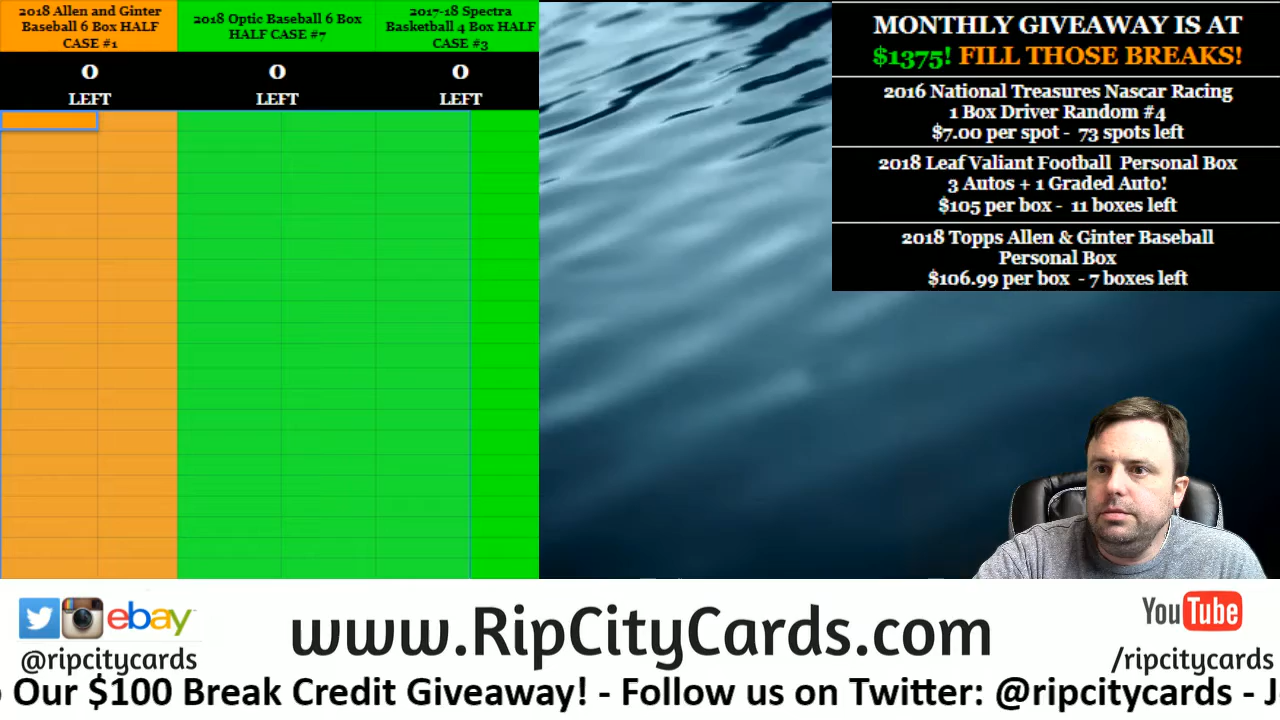 2018 Allen and Ginter
Baseball 6 Box HALF
CASE #1
0
LEFT
2018 Optic Baseball 6 Box
HALF CASE #7
0
LEFT
2017-18 Spectra
Basketball 4 Box HALF
CASE #3
0
LEFT
MONTHLY GIVEAWAY IS AT
$1375! FILL THOSE BREAKS!
2016 National Treasures Nascar Racing
1 Box Driver Random #4
$7.00 per spot - 73 spots left
2018 Leaf Valiant Football Personal Box
3 Autos + 1 Graded Auto!
$105 per box - 11 boxes left
2018 Topps Allen & Ginter Baseball
Personal Box
$106.99 per box - 7 boxes left
ebay
@ripcitycards
www.RipCityCards.com
YouTube
/ripcitycards
Our $100 Break Credit Giveaway! - Follow us on Twitter: @ripcitycards - J